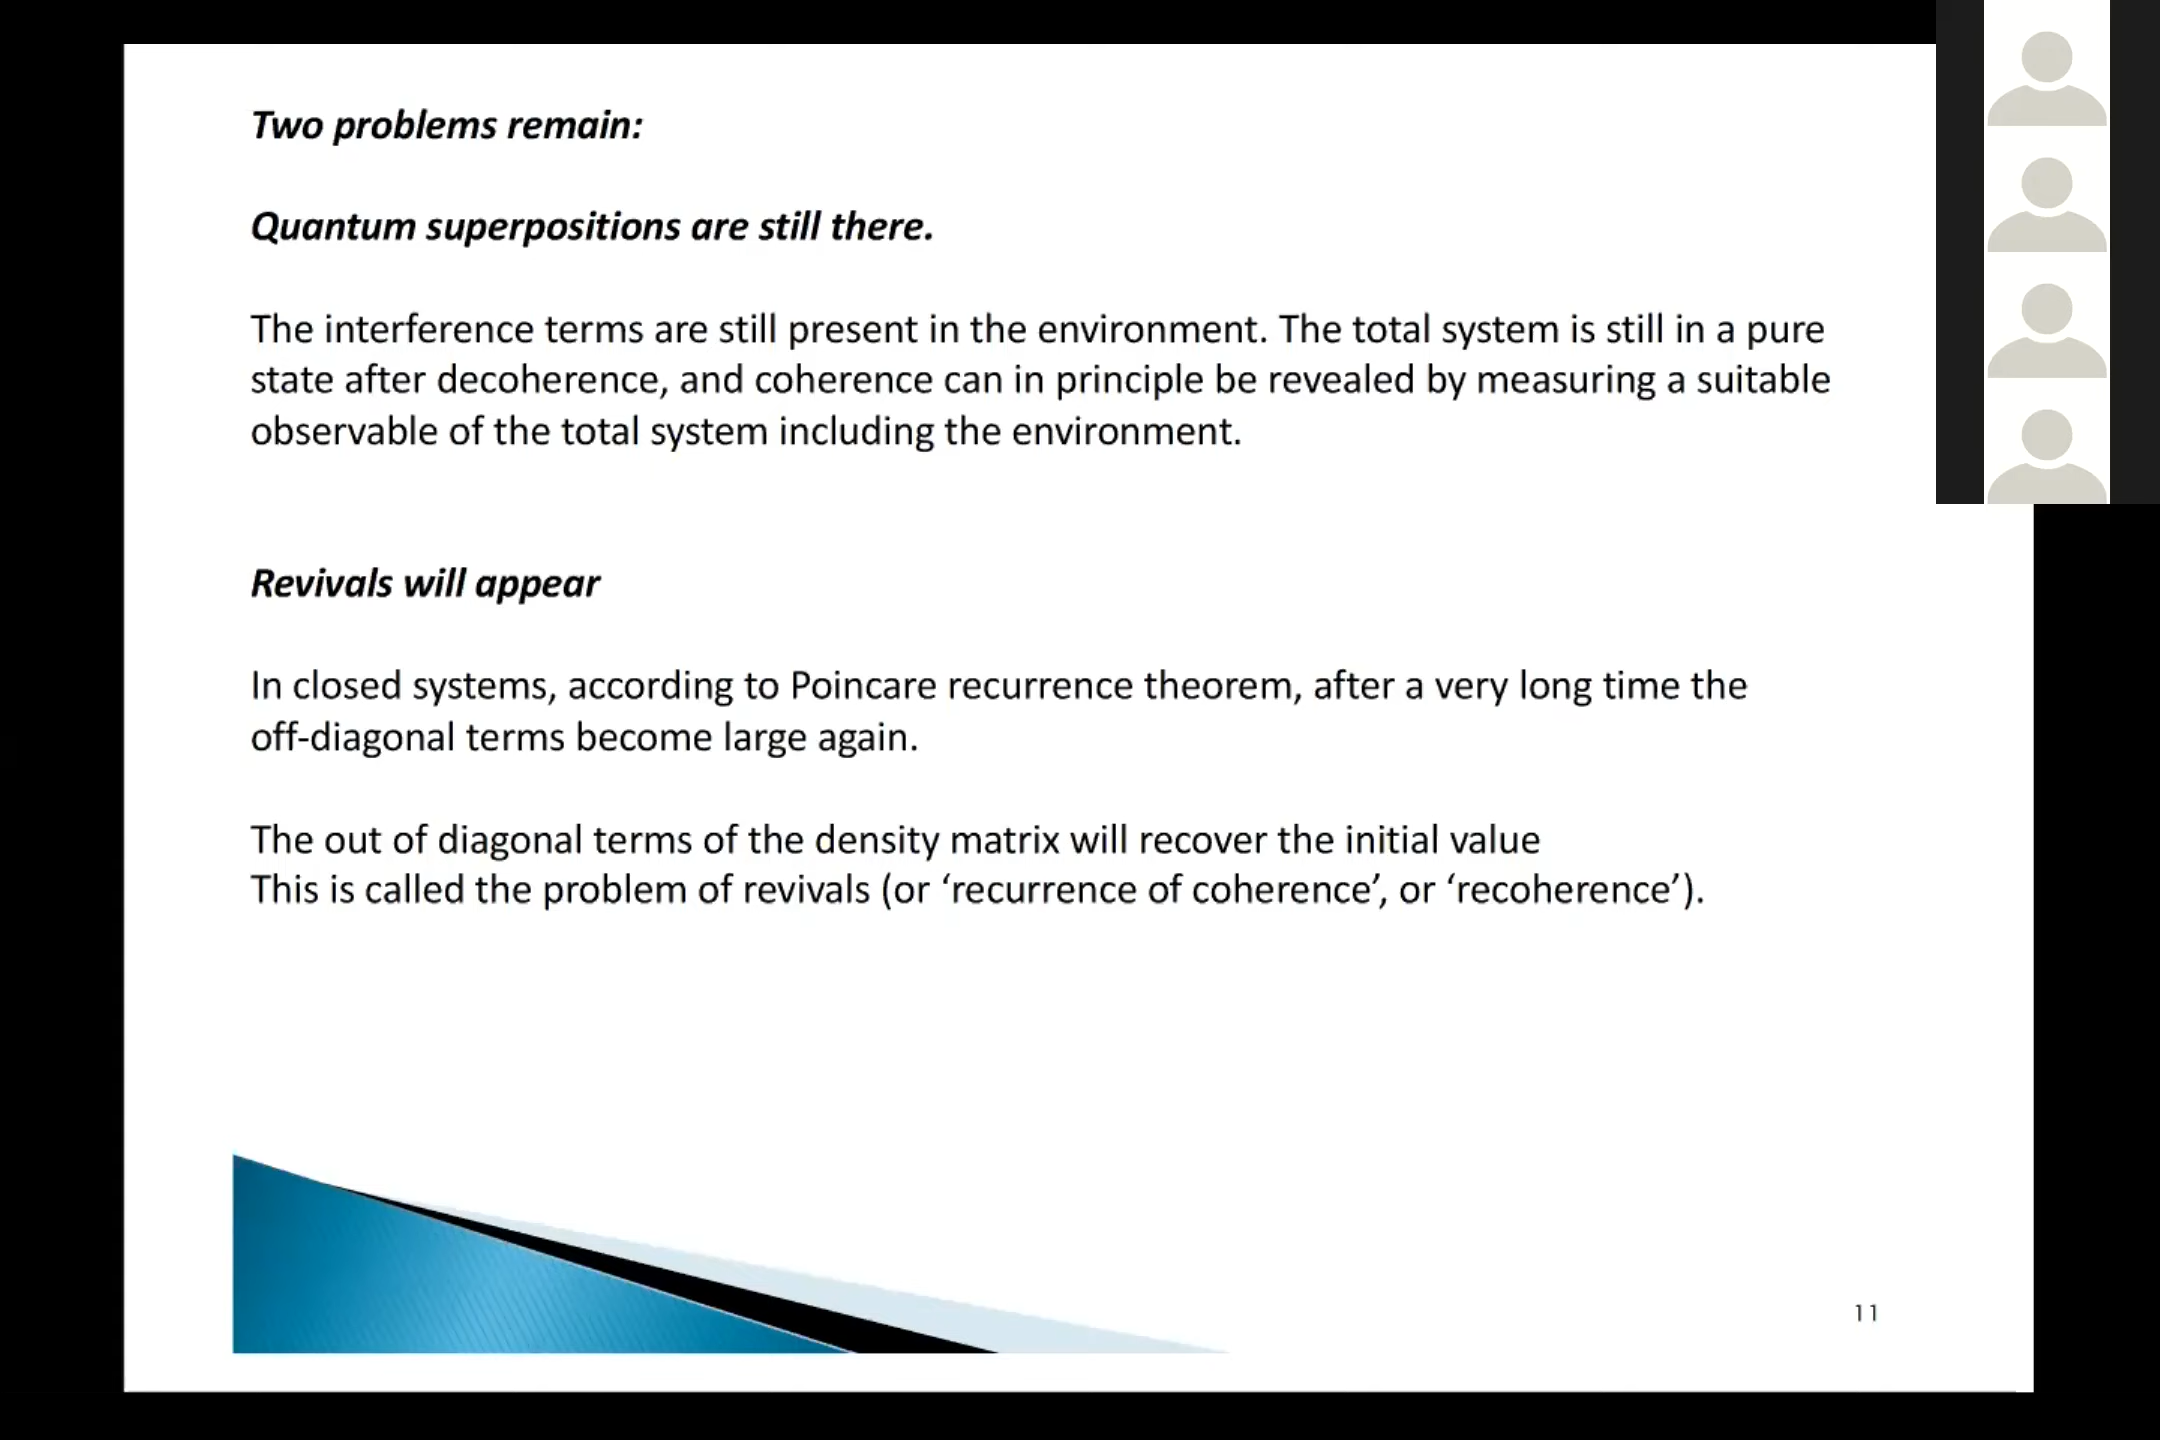 Two problems remain:
Quantum superpositions are still there.
The interference terms are still present in the environment. The total system is still in a pure
state after decoherence, and coherence can in principle be revealed by measuring a suitable
observable of the total system including the environment.
Revivals will appear
In closed systems, according to Poincare recurrence theorem, after a very long time the
off-diagonal terms become large again.
The out of diagonal terms of the density matrix will recover the initial value
This is called the problem of revivals (or ‘recurrence of coherence’, or ‘recoherence’).
11